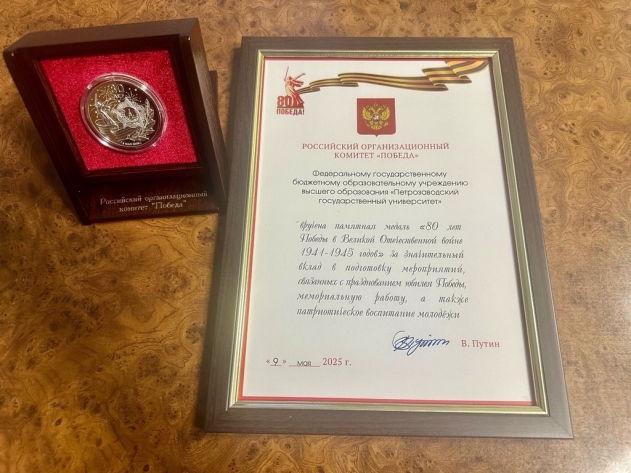 Российский организационный
комитет "Победа"
80
ПОБЕДА!
РОССИЙСКИЙ ОРГАНИЗАЦИОННЫЙ
КОМИТЕТ «ПОБЕДА»
Федеральному государственному
бюджетному образовательному учреждению
высшего образования «Петрозаводский
государственный университет»
вручена памятная медаль «80 лет
Победы в Великой Отечественной войне
1941-1945 годов» за значительный
вклад в подготовку мероприятий,
связанных с празднованием юбилея Победы,
мемориальную работу, а также
патриотическое воспитание молодёжи
В. Путин
«9» мая 2025 г.